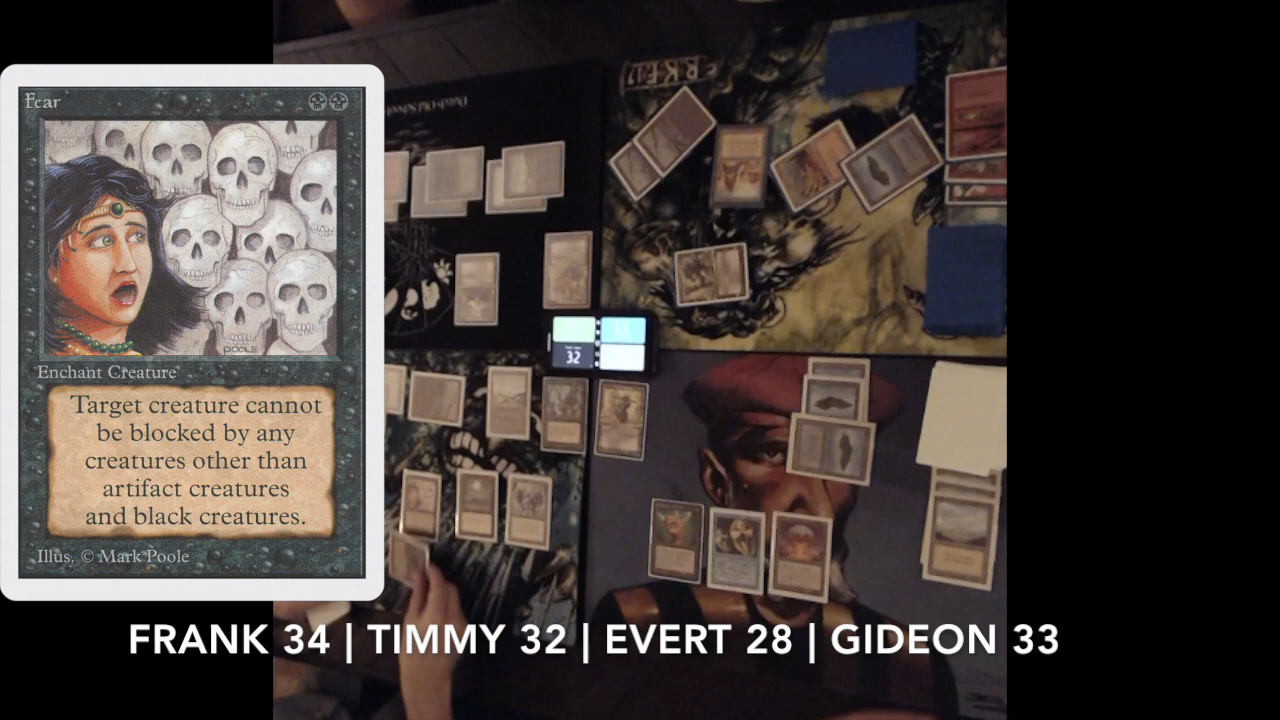 Fear
POOLE
Enchant Creature
Target creature cannot
be blocked by any
creatures other than
artifact creatures
and black creatures.
Illus. © Mark Poole
32
FRANK 34 | TIMMY 32 | EVERT 28 | GIDEON 33